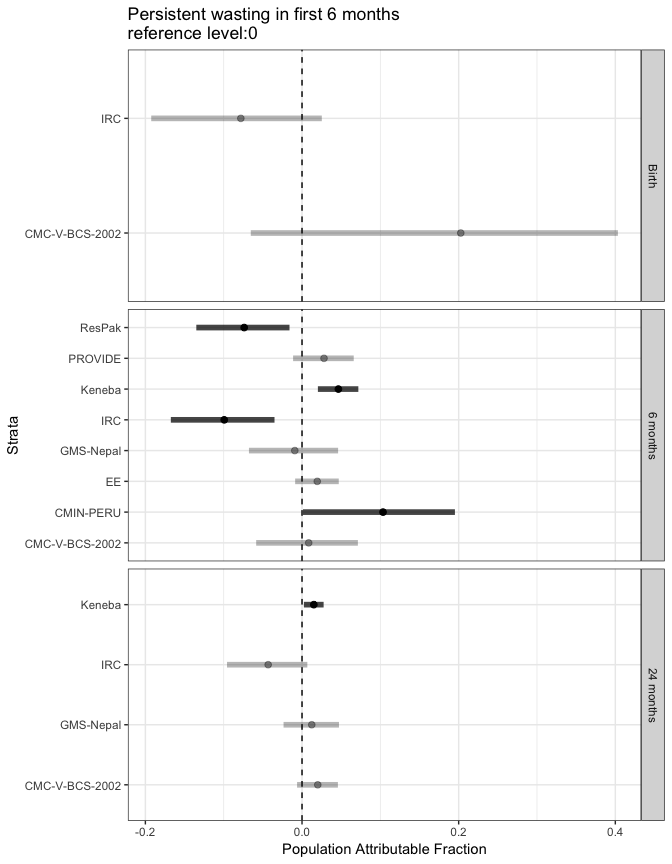 Persistent wasting in first 6 months
reference level:0
IRC
CMC-V-BCS-2002
Birth
ResPak
PROVIDE
Keneba
IRC
GMS-Nepal
EE
CMIN-PERU
CMC-V-BCS-2002
6 months
Keneba
IRC
GMS-Nepal
CMC-V-BCS-2002
24 months
Strata
-0.2 0.0 0.2 0.4
Population Attributable Fraction